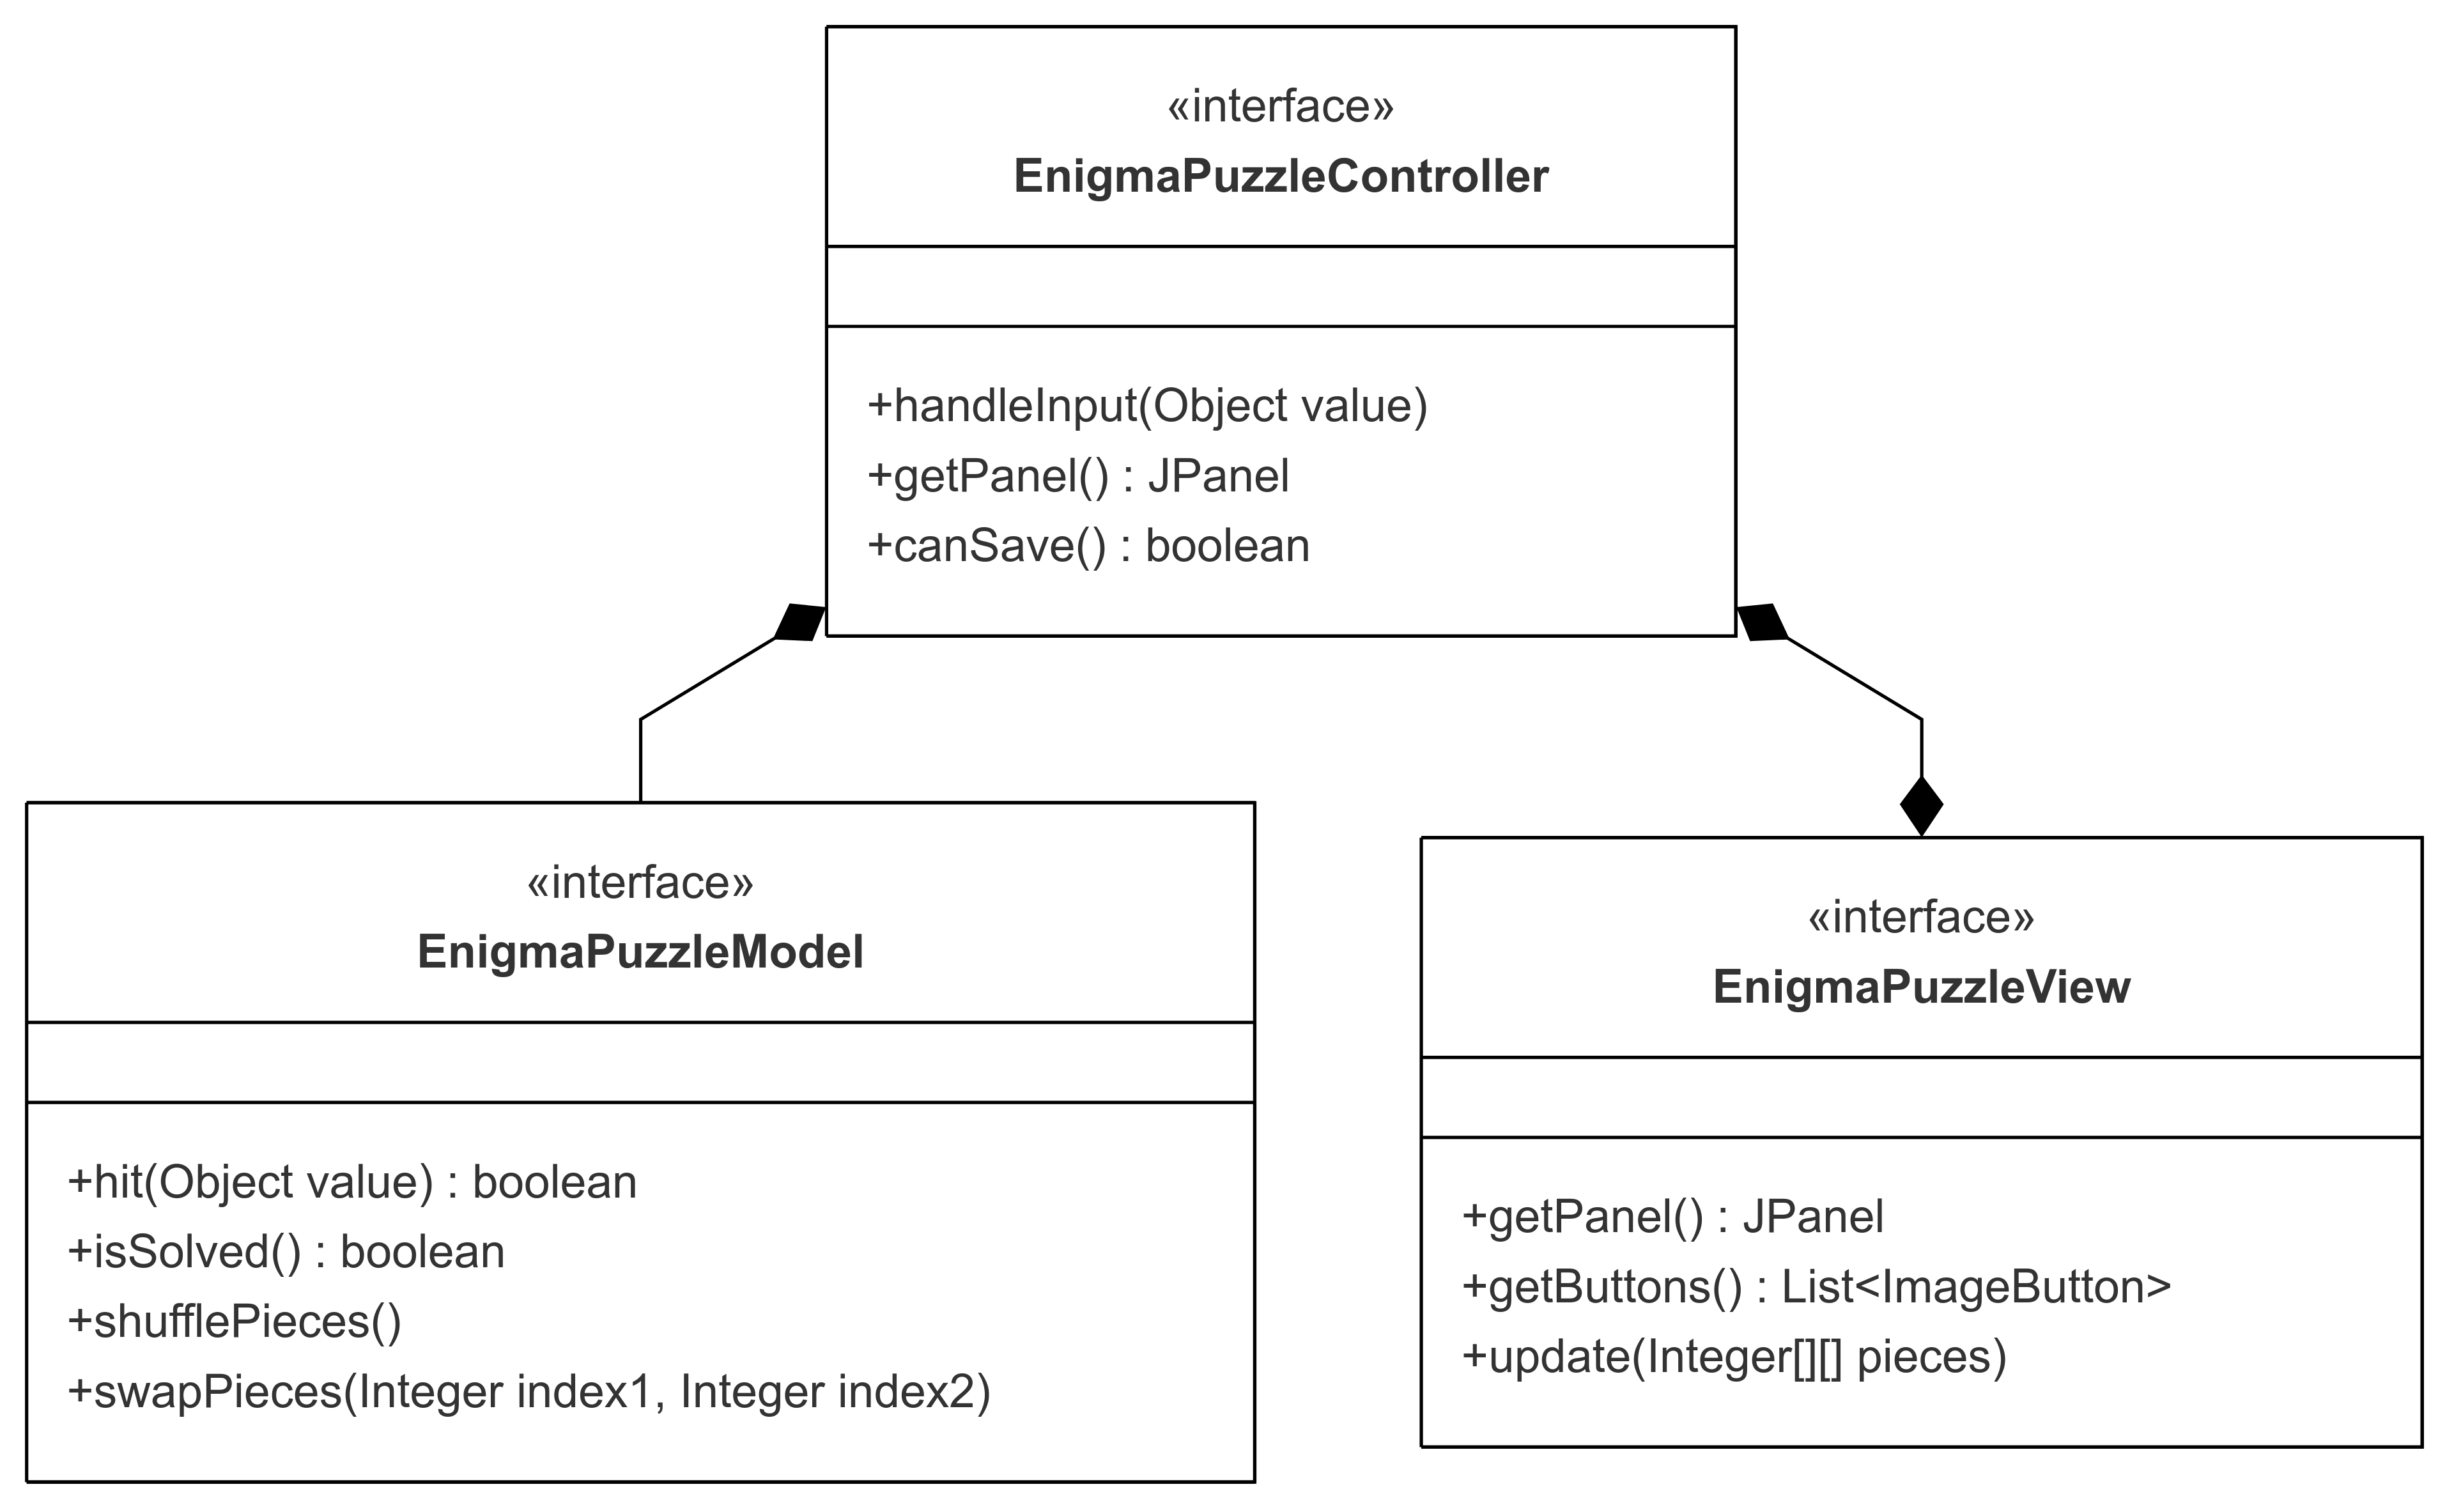 «interface»
EnigmaPuzzleController
+handleInput(Object value)
+getPanel() : JPanel
+canSave() : boolean
«interface»
EnigmaPuzzleModel
+hit(Object value) : boolean
+isSolved() : boolean
+shufflePieces()
+swapPieces(Integer index1, Integer index2)
«interface»
EnigmaPuzzleView
+getPanel() : JPanel
+getButtons() : List<ImageButton>
+update(Integer[][] pieces)